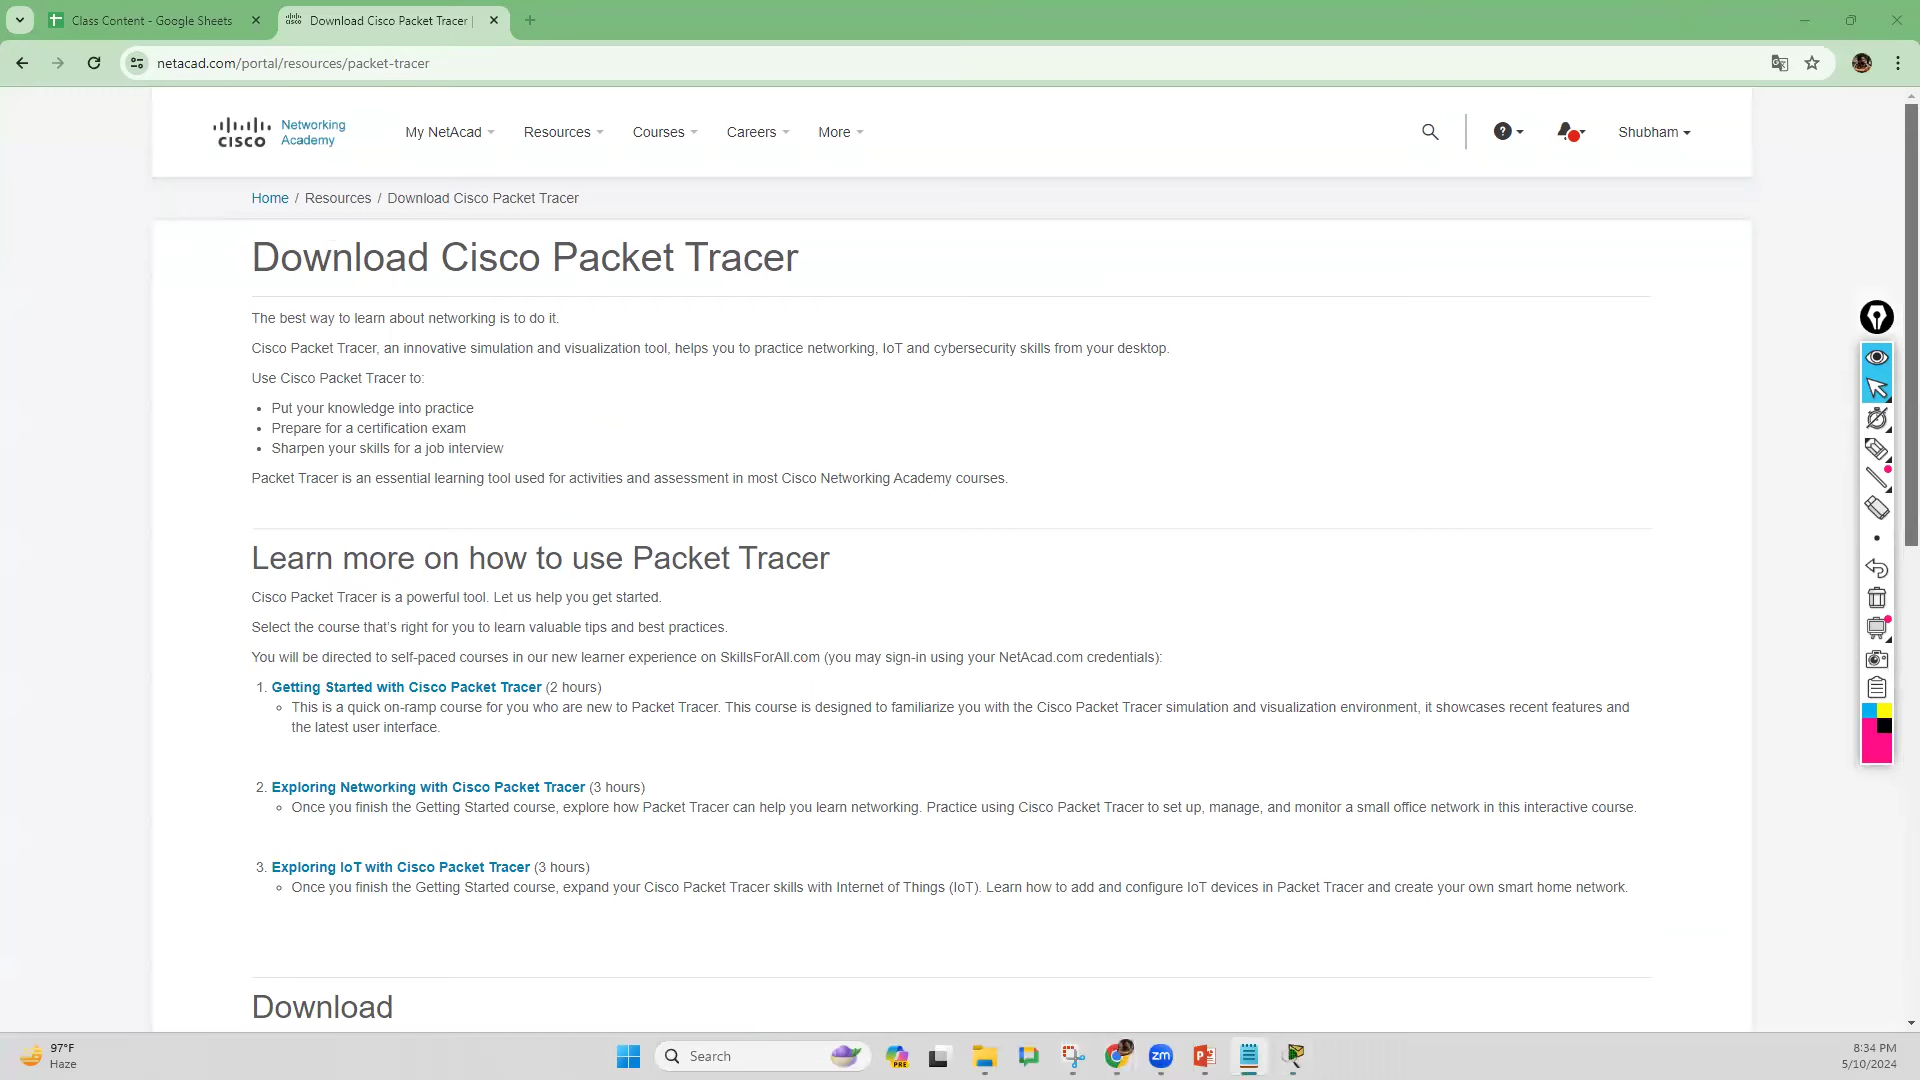 Class Content - Google Sheets
Download Cisco Packet Tracer |
netacad.com/portal/resources/packet-tracer
CISCO Networking Academy
My NetAcad Resources Courses Careers More
Shubham
Home / Resources / Download Cisco Packet Tracer
Download Cisco Packet Tracer
The best way to learn about networking is to do it.
Cisco Packet Tracer, an innovative simulation and visualization tool, helps you to practice networking, IoT and cybersecurity skills from your desktop.
Use Cisco Packet Tracer to:
• Put your knowledge into practice
• Prepare for a certification exam
• Sharpen your skills for a job interview
Packet Tracer is an essential learning tool used for activities and assessment in most Cisco Networking Academy courses.
Learn more on how to use Packet Tracer
Cisco Packet Tracer is a powerful tool. Let us help you get started.
Select the course that's right for you to learn valuable tips and best practices.
You will be directed to self-paced courses in our new learner experience on SkillsForAll.com (you may sign-in using your NetAcad.com credentials):
1. Getting Started with Cisco Packet Tracer (2 hours)
This is a quick on-ramp course for you who are new to Packet Tracer. This course is designed to familiarize you with the Cisco Packet Tracer simulation and visualization environment, it showcases recent features and
the latest user interface.
2. Exploring Networking with Cisco Packet Tracer (3 hours)
Once you finish the Getting Started course, explore how Packet Tracer can help you learn networking. Practice using Cisco Packet Tracer to set up, manage, and monitor a small office network in this interactive course.
3. Exploring IoT with Cisco Packet Tracer (3 hours)
Once you finish the Getting Started course, expand your Cisco Packet Tracer skills with Internet of Things (IoT). Learn how to add and configure IoT devices in Packet Tracer and create your own smart home network.
Download
97°F
Haze
Search
PRE
zm
P
8:34 PM
5/10/2024